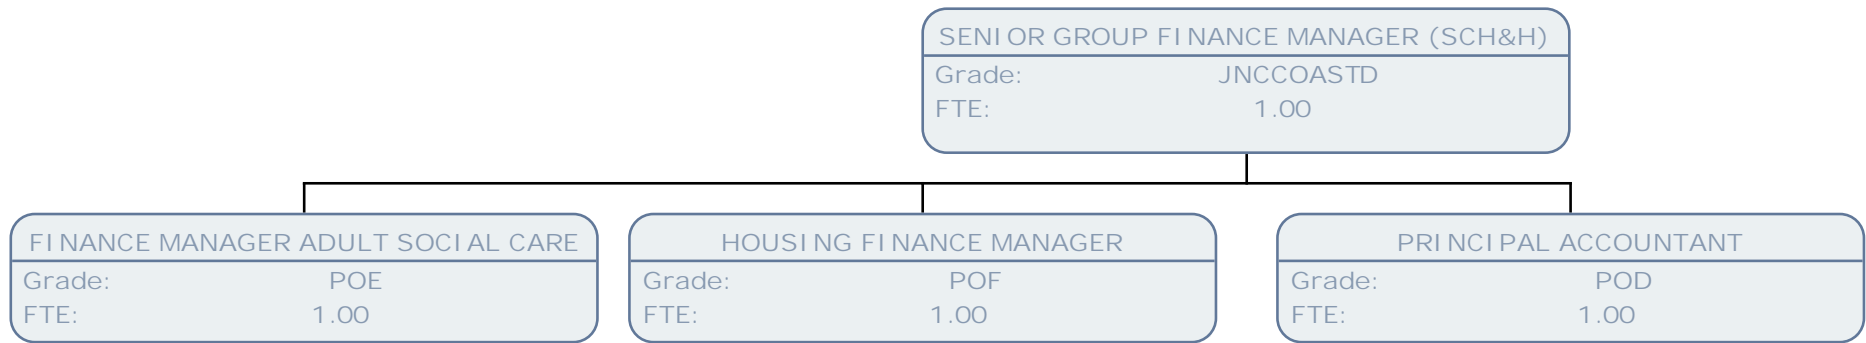 SENIOR GROUP FINANCE MANAGER (SCH&H)
Grade: JNCCOASTD
FTE: 1.00
FINANCE MANAGER ADULT SOCIAL CARE
Grade: POE
FTE: 1.00
HOUSING FINANCE MANAGER
Grade: POF
FTE: 1.00
PRINCIPAL ACCOUNTANT
Grade: POD
FTE: 1.00